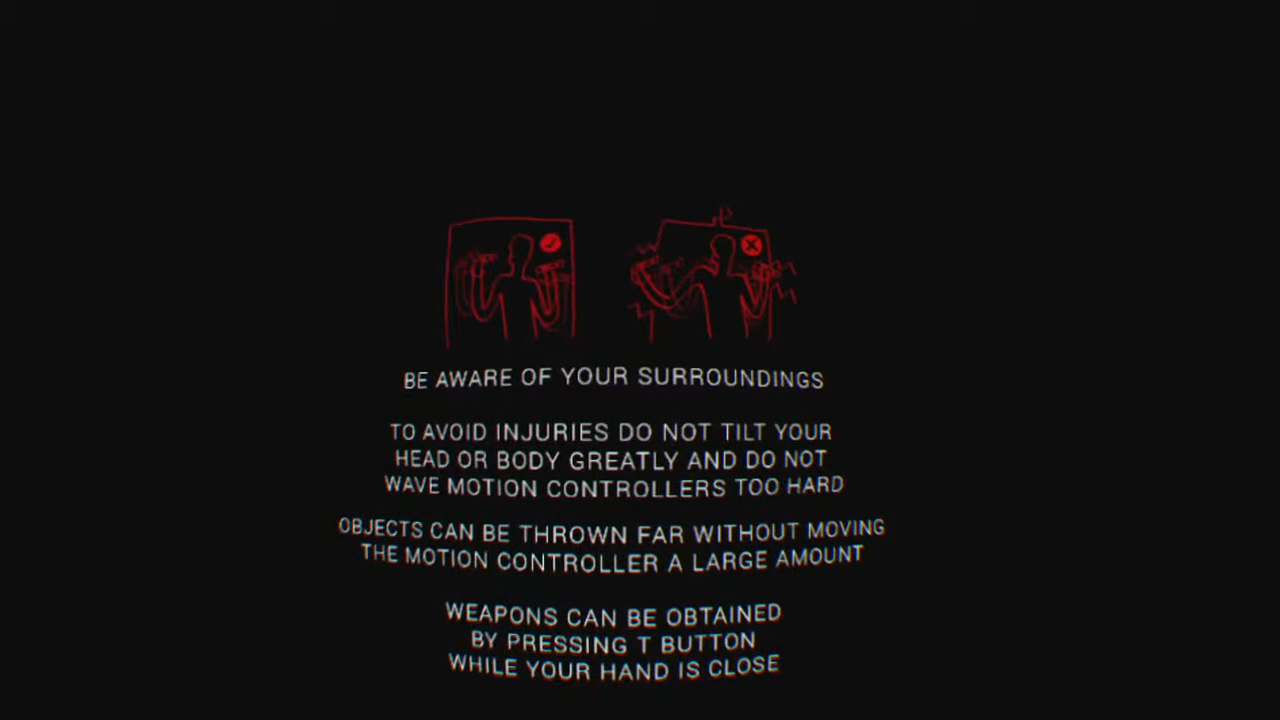 BE AWARE OF YOUR SURROUNDINGS
TO AVOID INJURIES DO NOT TILT YOUR
HEAD OR BODY GREATLY AND DO NOT
WAVE MOTION CONTROLLERS TOO HARD
OBJECTS CAN BE THROWN FAR WITHOUT MOVING
THE MOTION CONTROLLER A LARGE AMOUNT
WEAPONS CAN BE OBTAINED
BY PRESSING T BUTTON
WHILE YOUR HAND IS CLOSE